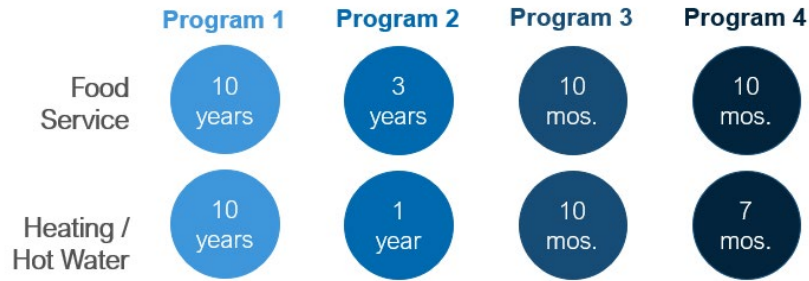 Program 1 Program 2 Program 3 Program 4
Food
Service
10
years
3
years
10
mos.
10
mos.
Heating /
Hot Water
10
years
1
year
10
mos.
7
mos.